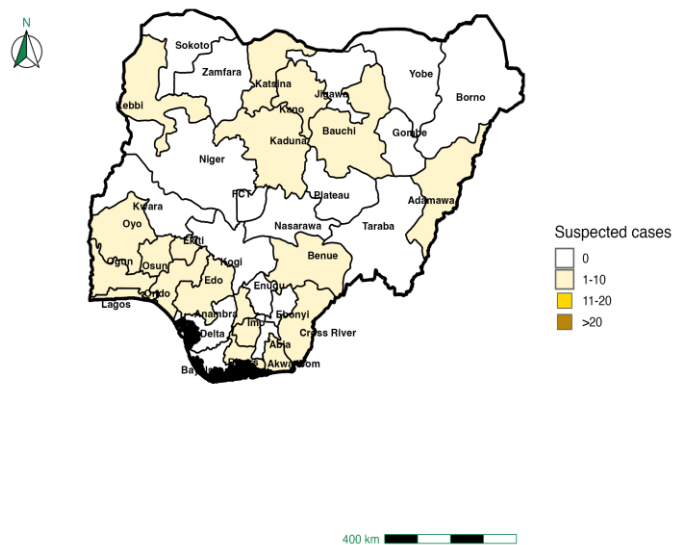 N
Sokoto
Zamfara
Katsina
Yobe
Jigawa
Borno
Kebbi
Kano
Bauchi
Gombe
Kaduna
Niger
FCT
Plateau
Adamawa
Kwara
Oyo
Nasarawa
Taraba
Ekiti
Benue
Ogun
Osun
Kogi
Edo
Enugu
Ondo
Lagos
Anambra
Imo
Ebonyi
Delta
Cross River
Abia
Rivers
Akwa Ibom
Suspected cases
0
1-10
11-20
>20
400 km